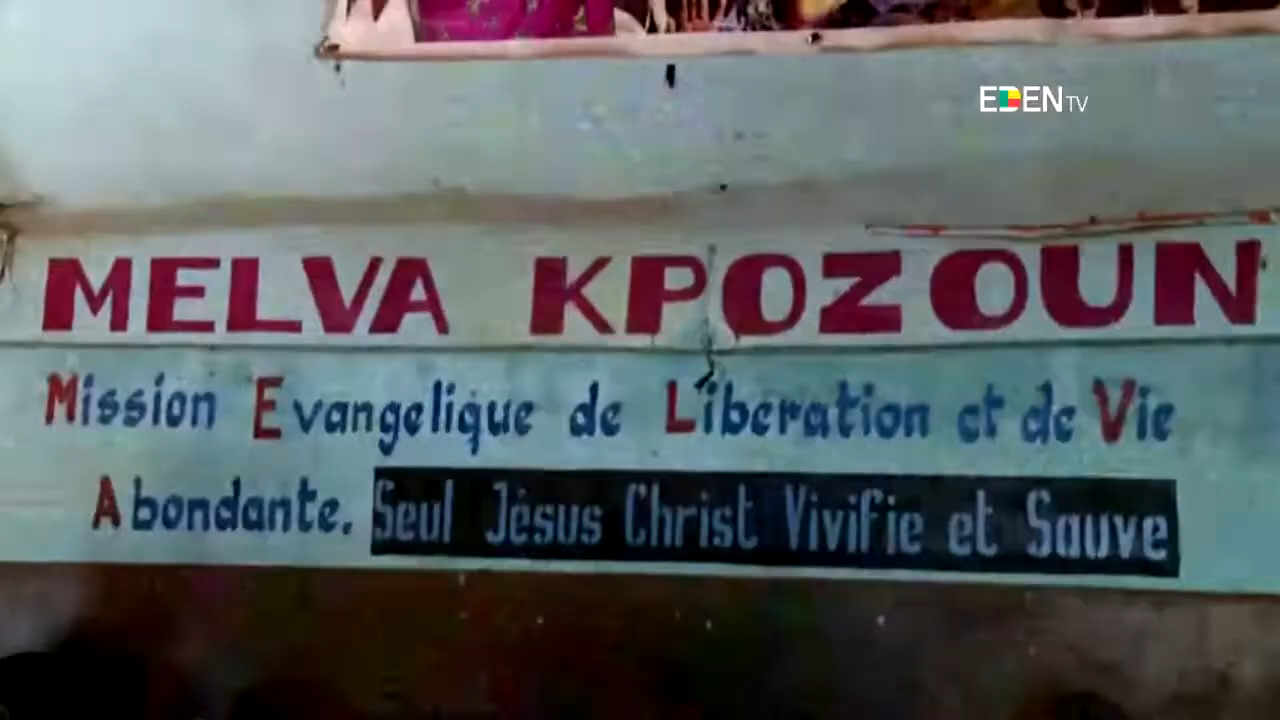 EDEN TV
MELVA KPOZOUN
Mission Evangelique de Liberation et de Vie
Abondante. Seul Jésus Christ Vivifie et Sauve